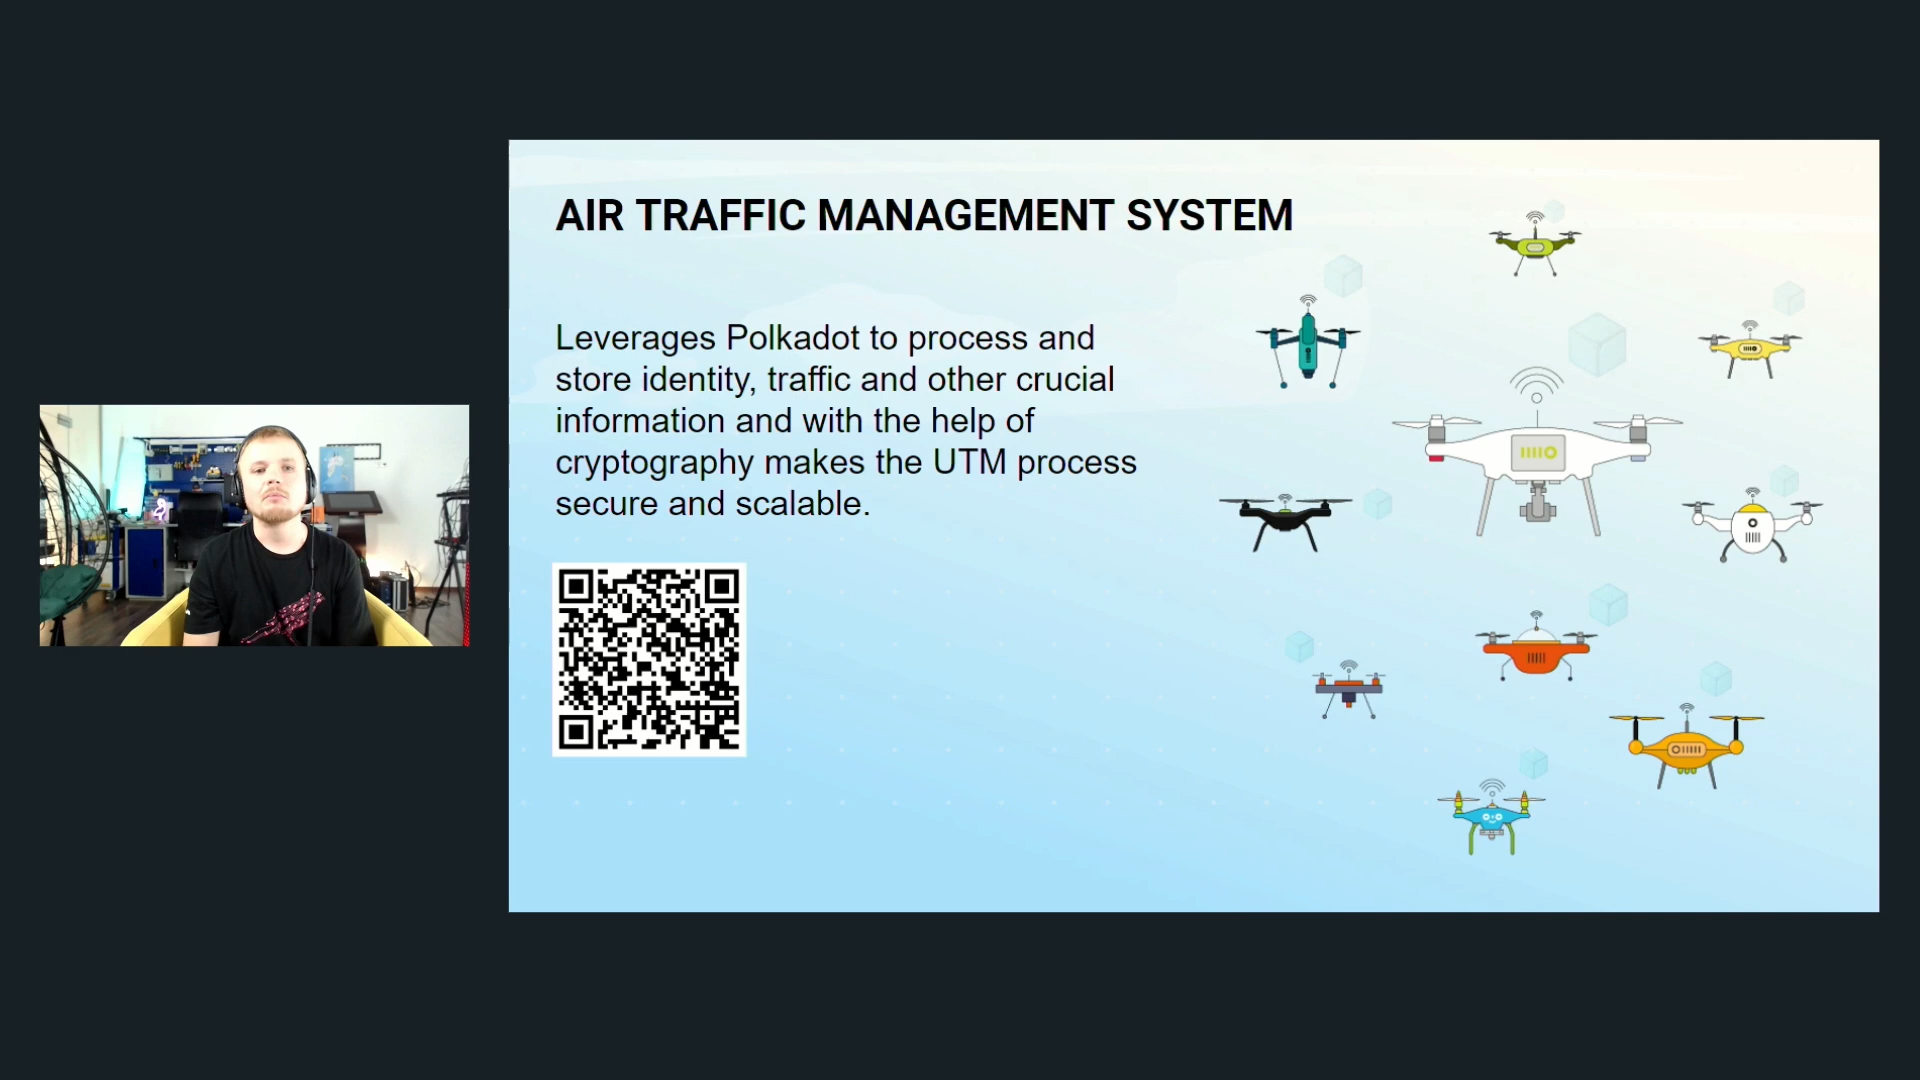 AIR TRAFFIC MANAGEMENT SYSTEM
Leverages Polkadot to process and
store identity, traffic and other crucial
information and with the help of
cryptography makes the UTM process
secure and scalable.